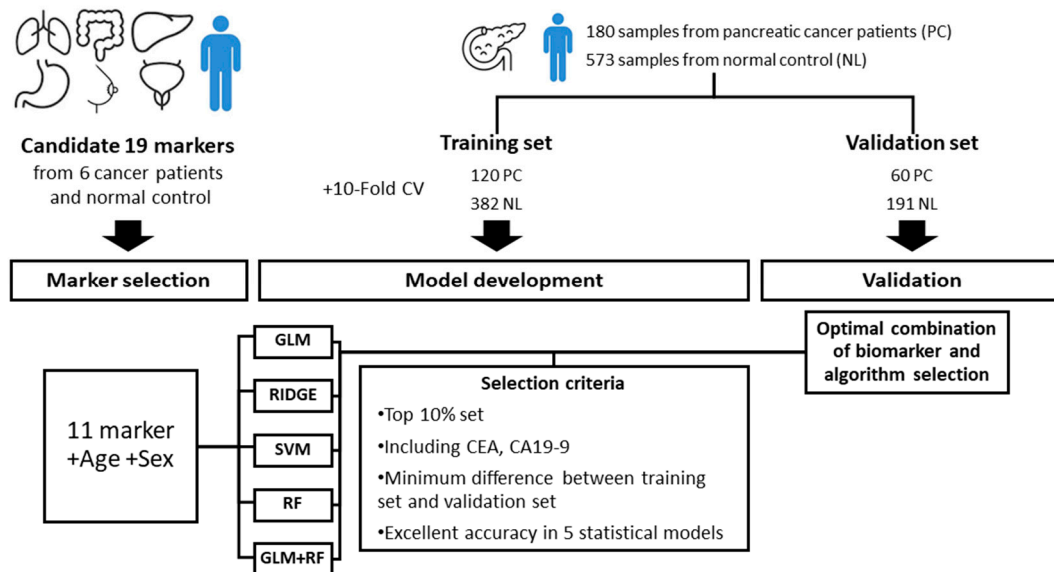 180 samples from pancreatic cancer patients (PC)
573 samples from normal control (NL)
Candidate 19 markers
from 6 cancer patients
and normal control
+10-Fold CV
Training set
120 PC
382 NL
Validation set
60 PC
191 NL
Marker selection
Model development
Validation
11 marker
+Age +Sex
GLM
RIDGE
SVM
RF
GLM+RF
Selection criteria
•Top 10% set
•Including CEA, CA19-9
•Minimum difference between training
set and validation set
•Excellent accuracy in 5 statistical models
Optimal combination
of biomarker and
algorithm selection